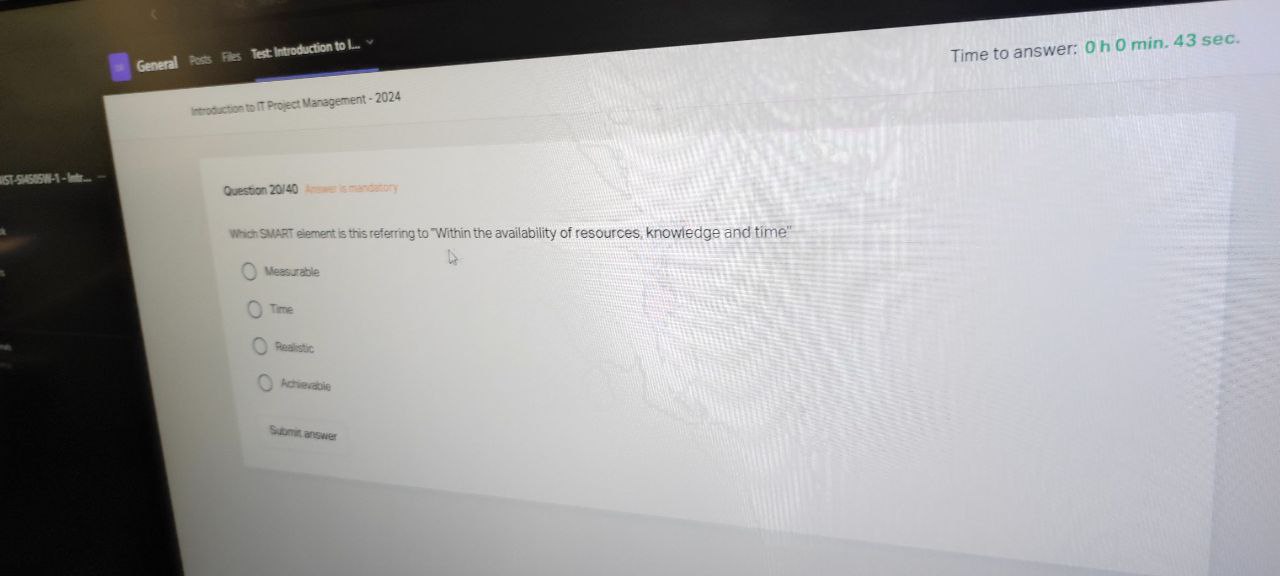 General Posts Files Test: Introduction to I...
Time to answer: 0 h 0 min. 43 sec.
Introduction to IT Project Management - 2024
Question 20/40 Answer is mandatory
Which SMART element is this referring to "Within the availability of resources, knowledge and time"
Measurable
Time
Realistic
Achievable
Submit answer